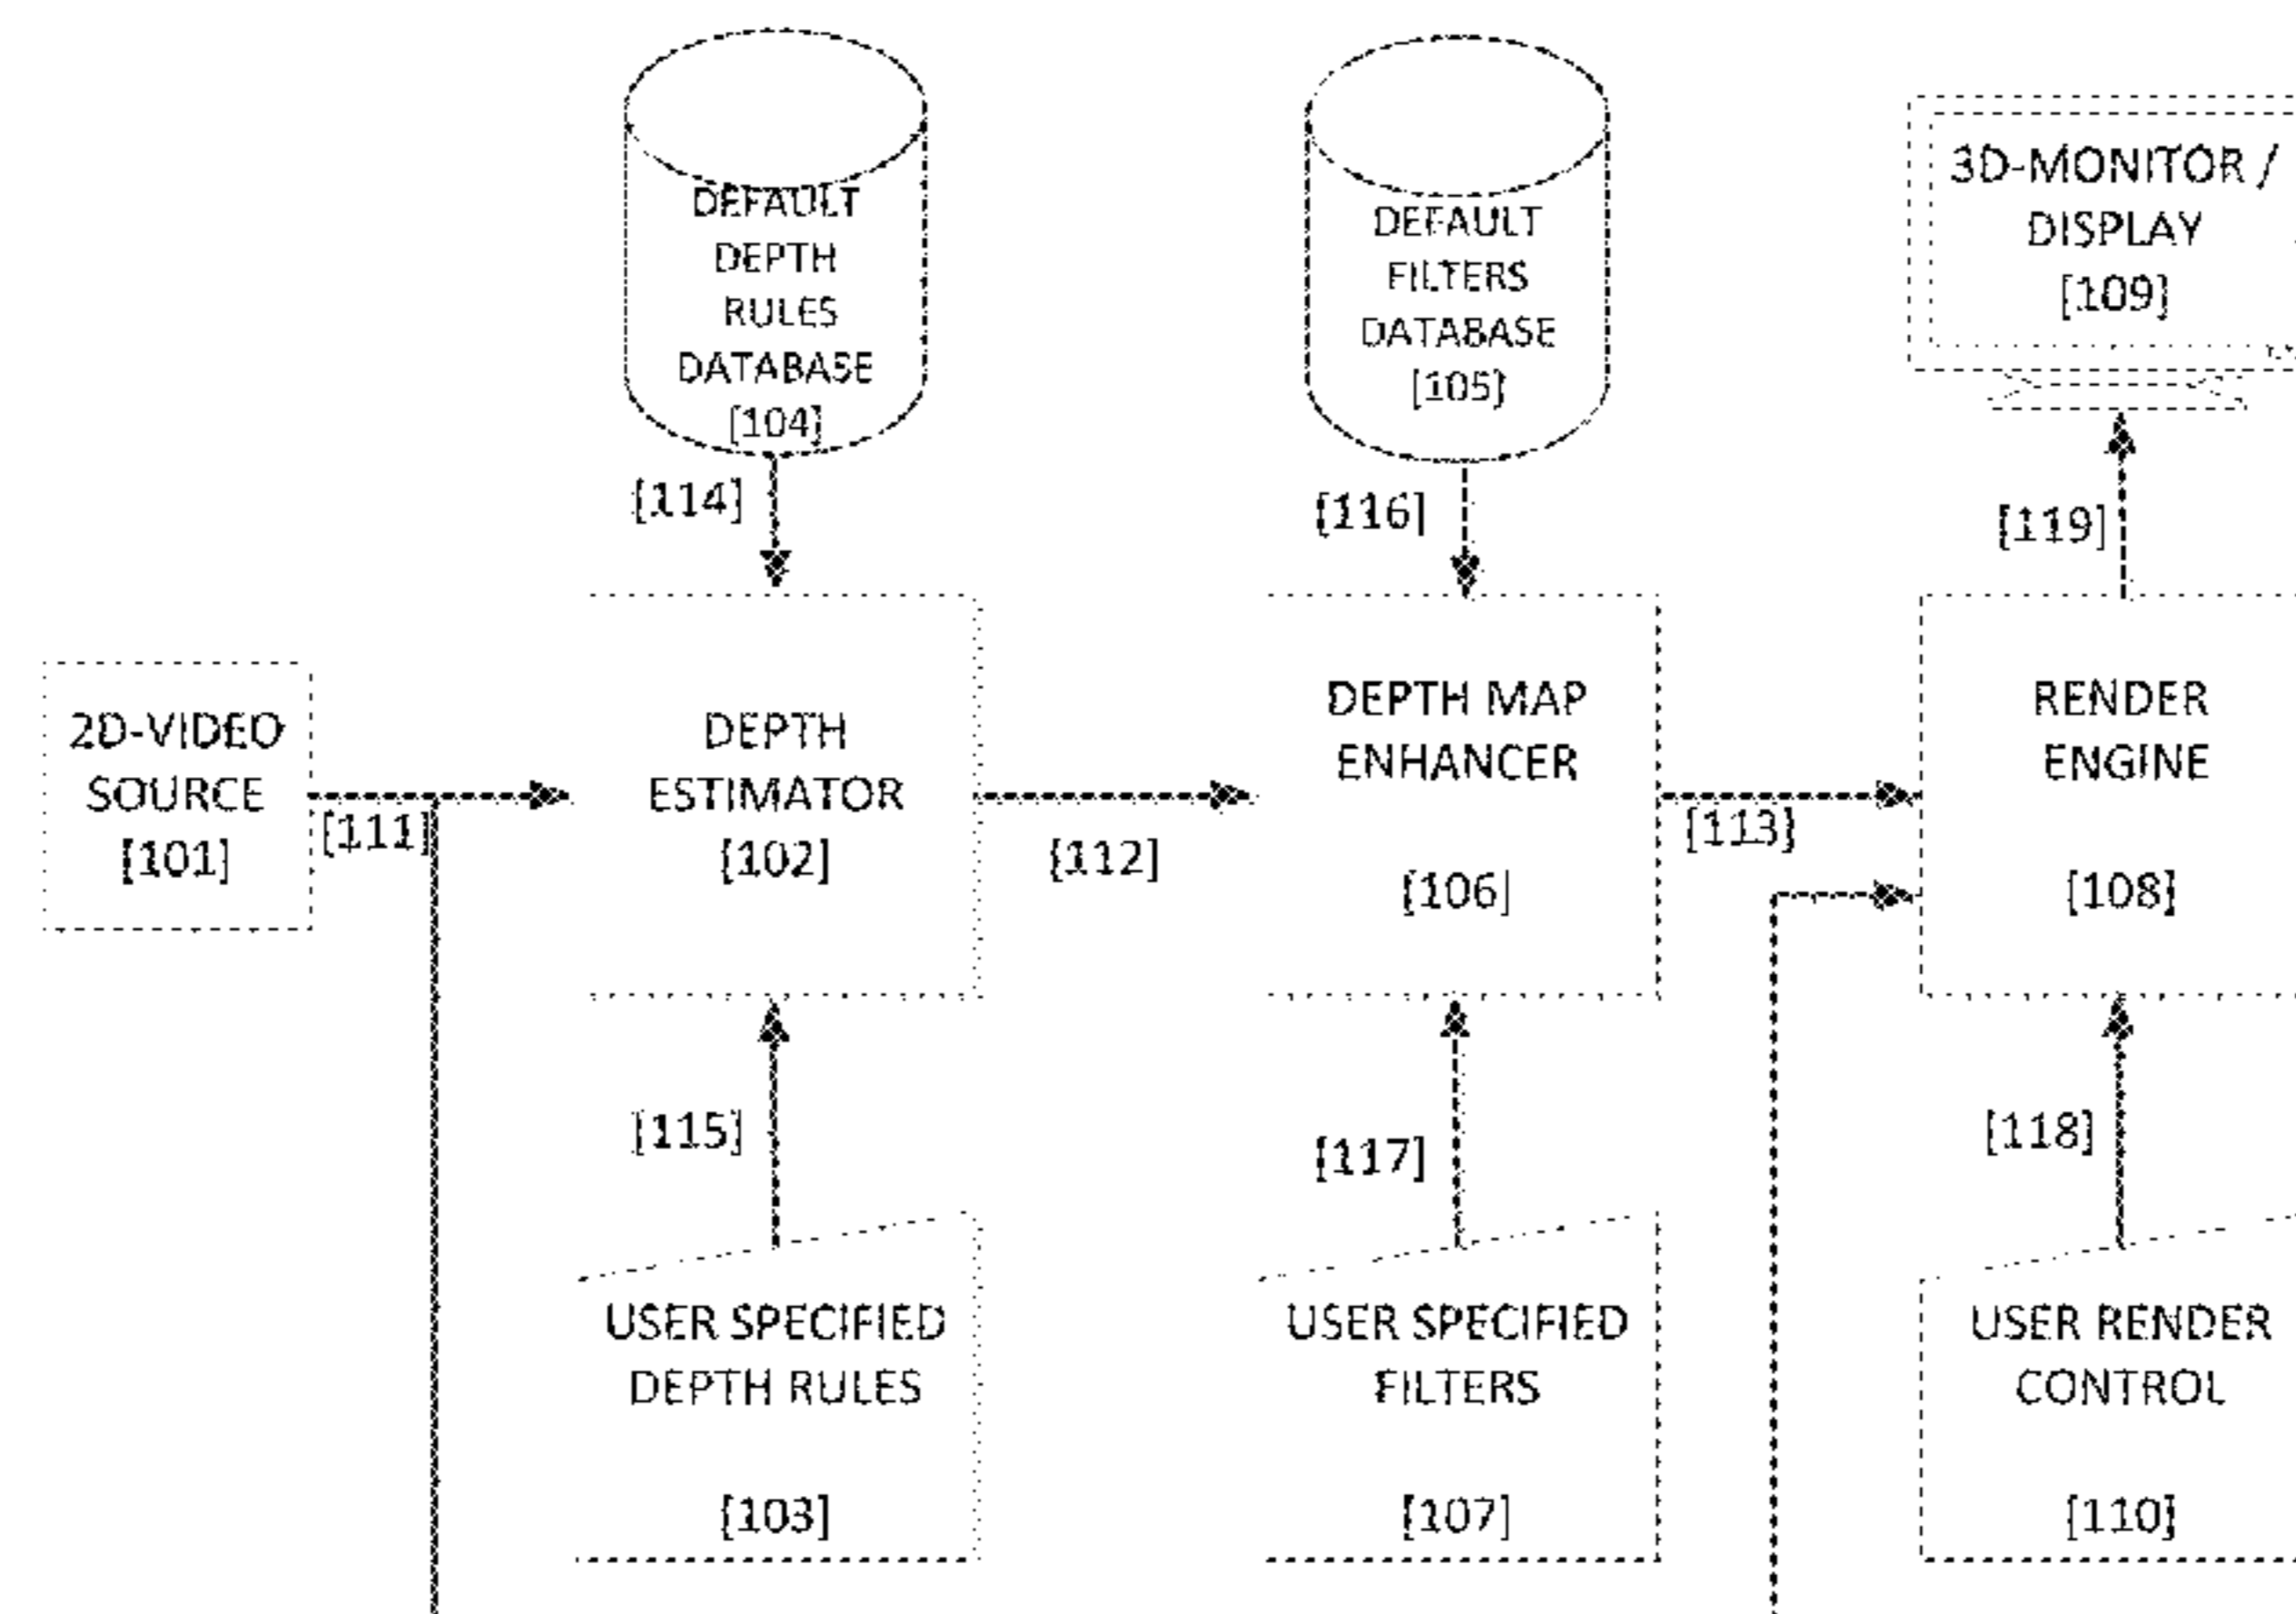 DEFAULT
DEPTH
RULES
DATABASE
[104]
DEFAULT
FILTERS
DATABASE
[105]
3D-MONITOR /
DISPLAY
[109]
[114]
[116]
[119]
2D-VIDEO
SOURCE
[101]
[111]
DEPTH
ESTIMATOR
[102]
[112]
DEPTH MAP
ENHANCER
[106]
[113]
RENDER
ENGINE
[108]
[115]
[117]
[118]
USER SPECIFIED
DEPTH RULES
[103]
USER SPECIFIED
FILTERS
[107]
USER RENDER
CONTROL
[110]